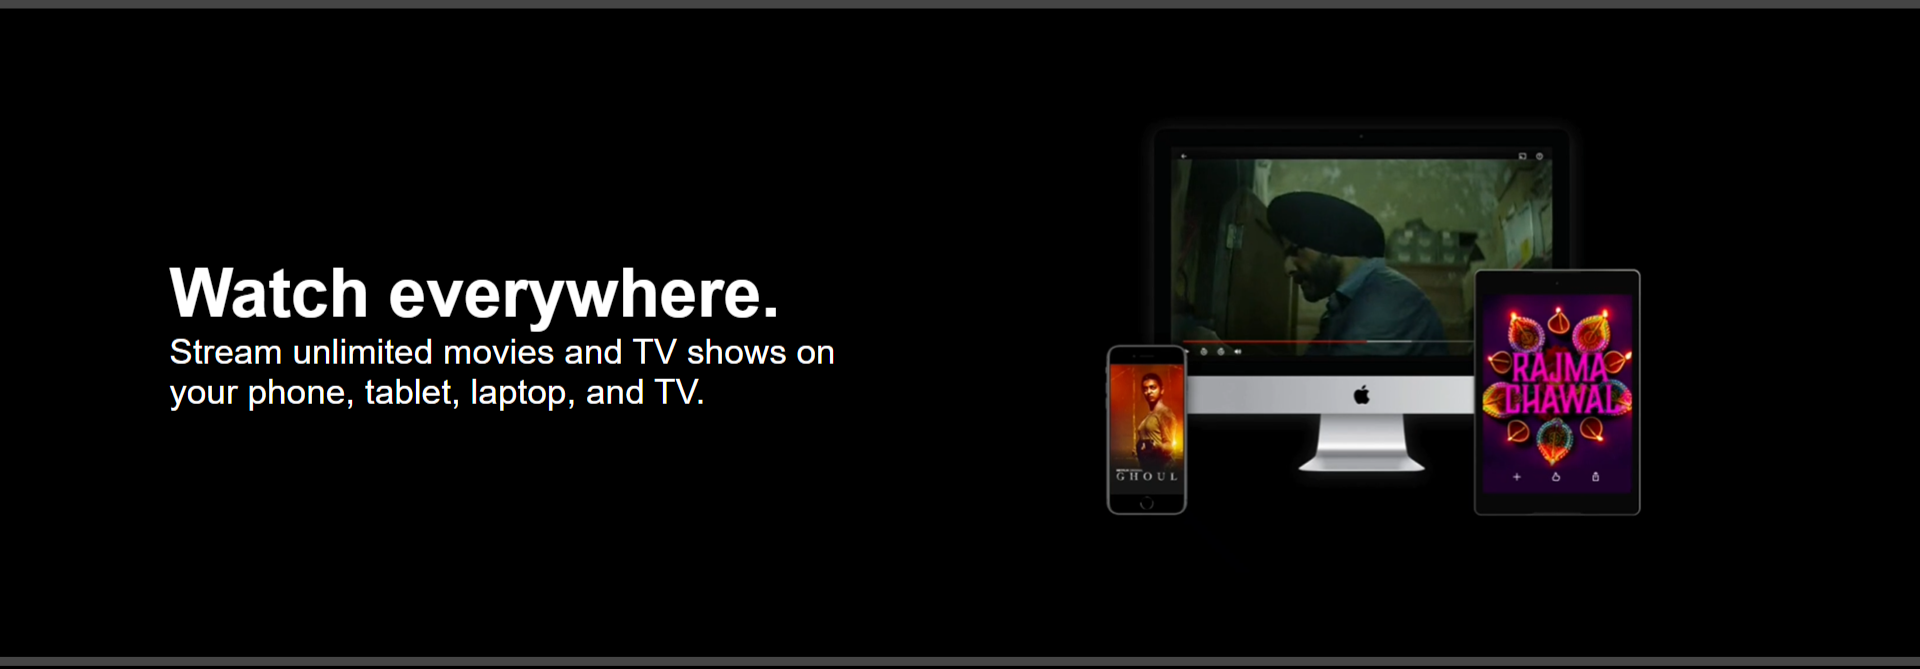 Watch everywhere.
Stream unlimited movies and TV shows on
your phone, tablet, laptop, and TV.
RAJMA
CHAWAL
GHOUL